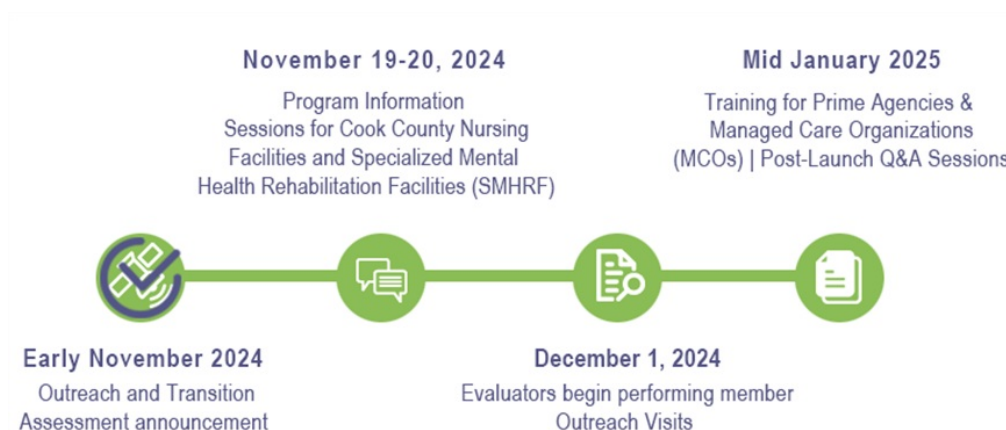 November 19-20, 2024
Program Information
Sessions for Cook County Nursing
Facilities and Specialized Mental
Health Rehabilitation Facilities (SMHRF)
Mid January 2025
Training for Prime Agencies &
Managed Care Organizations
(MCOs) | Post-Launch Q&A Sessions
Early November 2024
Outreach and Transition
Assessment announcement
December 1, 2024
Evaluators begin performing member
Outreach Visits